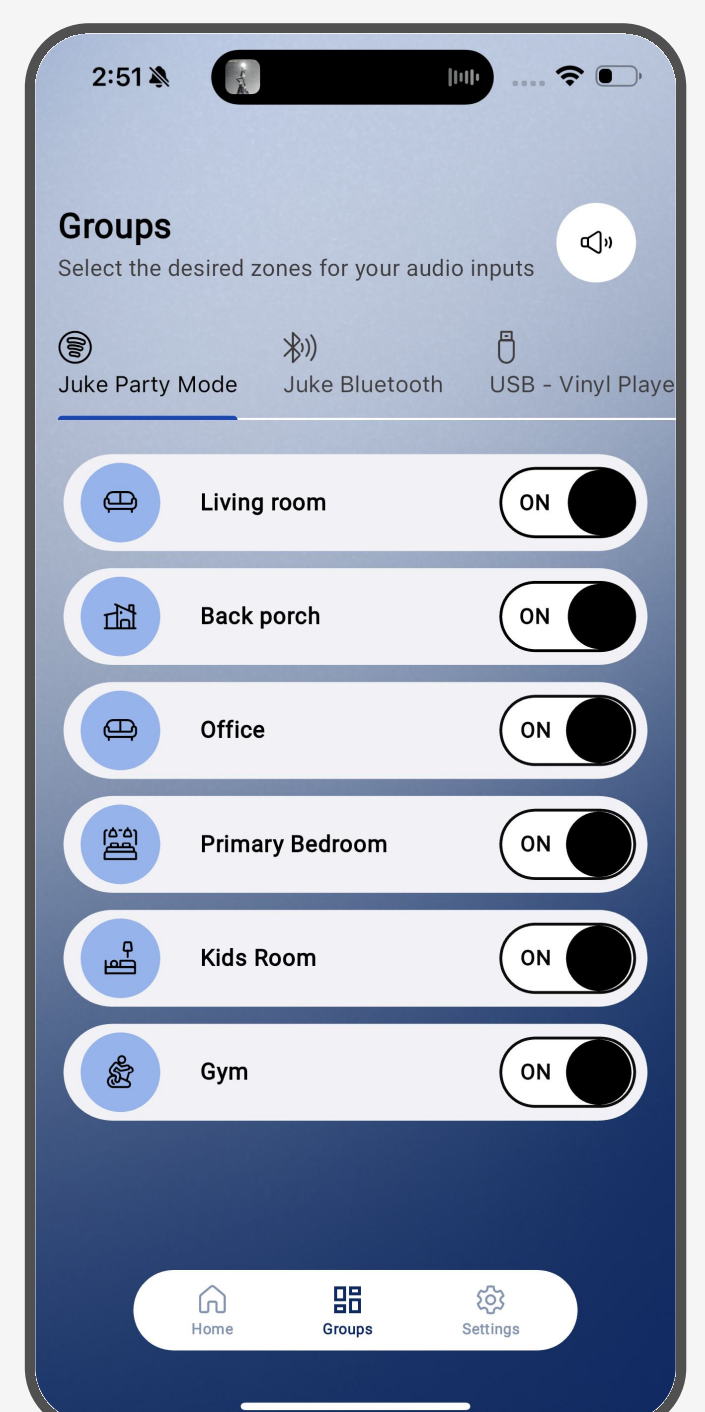 2:51
Groups
Select the desired zones for your audio inputs
Juke Party Mode
Juke Bluetooth
USB - Vinyl Playe
Living room
ON
Back porch
ON
Office
ON
Primary Bedroom
ON
Kids Room
ON
Gym
ON
Home
Groups
Settings